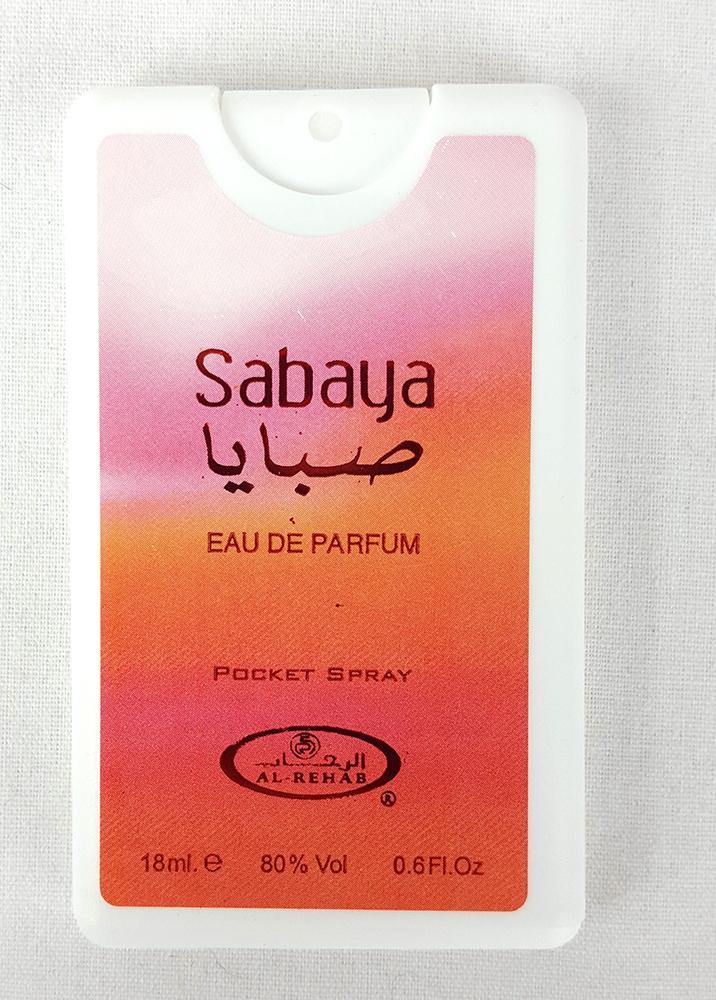 Sabaya
صبايا
EAU DE PARFUM
POCKET SPRAY
الرحاب
AL-REHAB
®
18ml. ℮ 80% Vol 0.6Fl.Oz